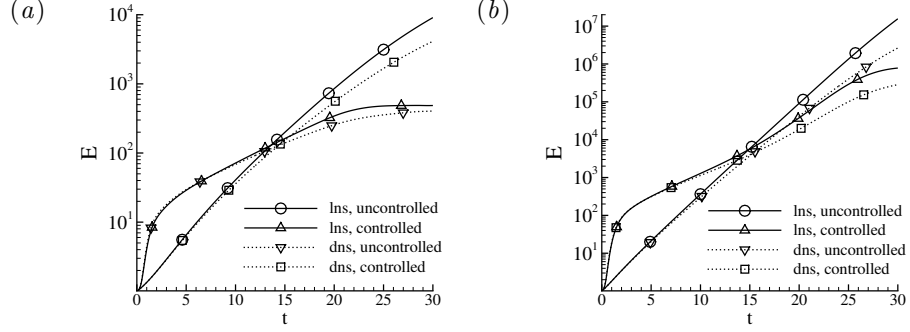 (a)
10^4
10^3
10^2
10^1
E
0 5 10 15 20 25 30
t
lns, uncontrolled
lns, controlled
dns, uncontrolled
dns, controlled
(b)
10^7
10^6
10^5
10^4
10^3
10^2
10^1
E
0 5 10 15 20 25 30
t
lns, uncontrolled
lns, controlled
dns, uncontrolled
dns, controlled